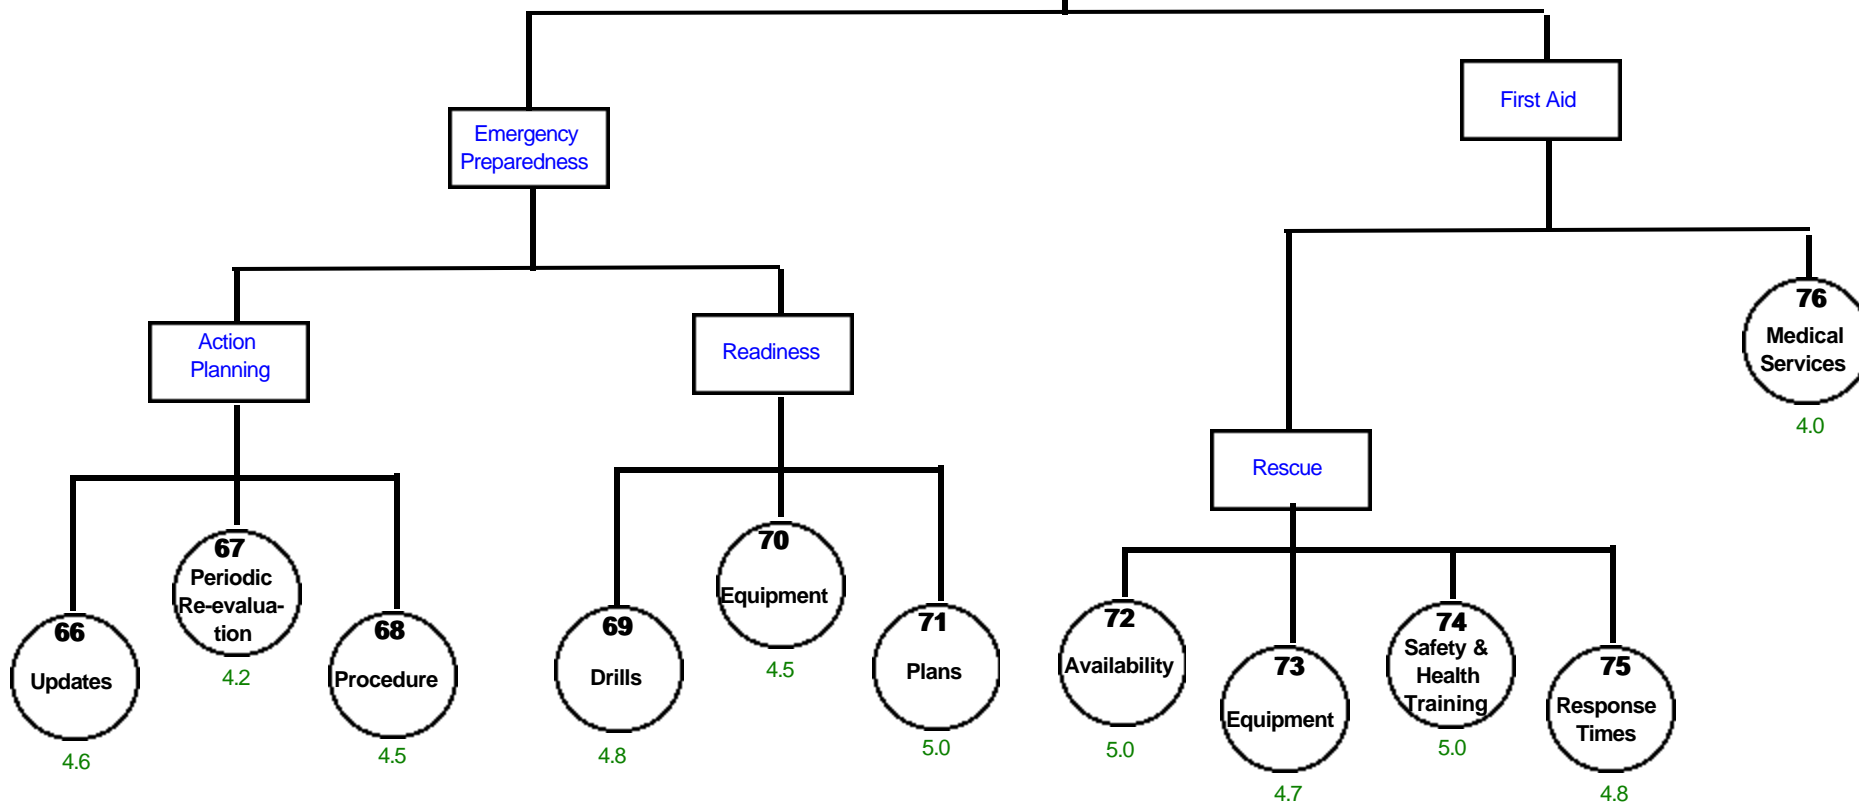 First Aid
Emergency
Preparedness
Action
Planning
Readiness
76
Medical
Services
4.0
Rescue
66
Updates
4.6
67
Periodic
Re-evalua-
tion
4.2
68
Procedure
4.5
69
Drills
4.8
70
Equipment
4.5
71
Plans
5.0
72
Availability
5.0
73
Equipment
4.7
74
Safety &
Health
Training
5.0
75
Response
Times
4.8